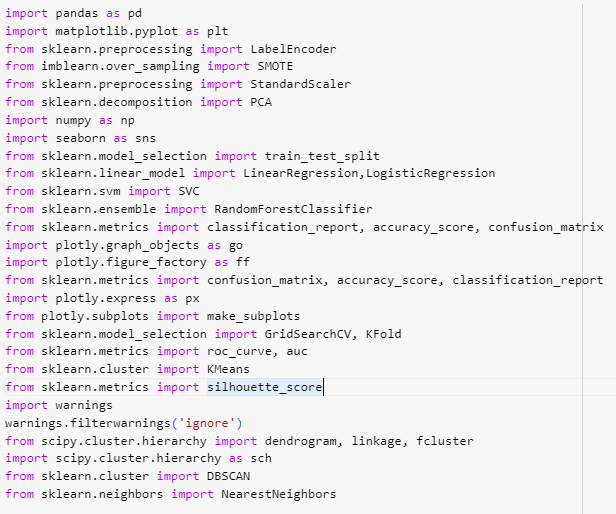 import pandas as pd
import matplotlib.pyplot as plt
from sklearn.preprocessing import LabelEncoder
from imblearn.over_sampling import SMOTE
from sklearn.preprocessing import StandardScaler
from sklearn.decomposition import PCA
import numpy as np
import seaborn as sns
from sklearn.model_selection import train_test_split
from sklearn.linear_model import LinearRegression,LogisticRegression
from sklearn.svm import SVC
from sklearn.ensemble import RandomForestClassifier
from sklearn.metrics import classification_report, accuracy_score, confusion_matrix
import plotly.graph_objects as go
import plotly.figure_factory as ff
from sklearn.metrics import confusion_matrix, accuracy_score, classification_report
import plotly.express as px
from plotly.subplots import make_subplots
from sklearn.model_selection import GridSearchCV, KFold
from sklearn.metrics import roc_curve, auc
from sklearn.cluster import KMeans
from sklearn.metrics import silhouette_score
import warnings
warnings.filterwarnings('ignore')
from scipy.cluster.hierarchy import dendrogram, linkage, fcluster
import scipy.cluster.hierarchy as sch
from sklearn.cluster import DBSCAN
from sklearn.neighbors import NearestNeighbors